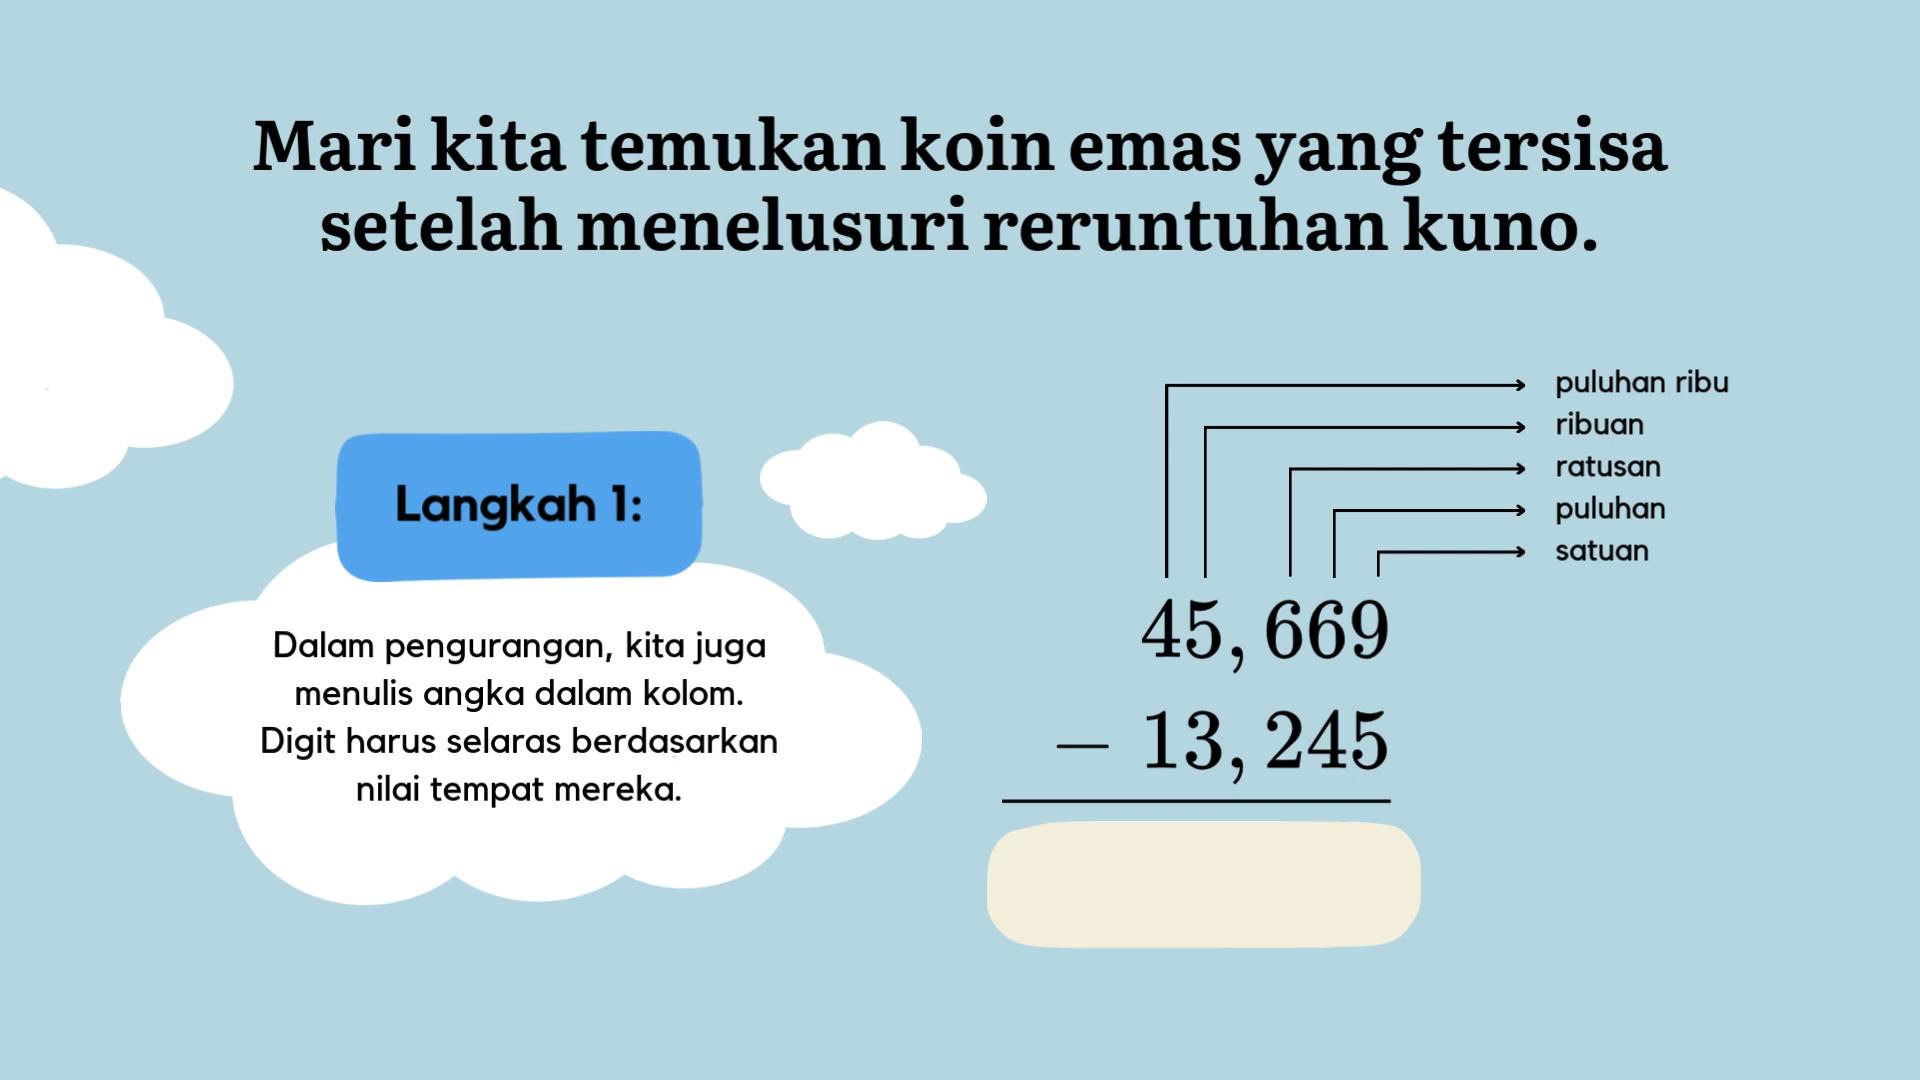 Mari kita temukan koin emas yang tersisa
setelah menelusuri reruntuhan kuno.
Langkah 1:
Dalam pengurangan, kita juga
menulis angka dalam kolom.
Digit harus selaras berdasarkan
nilai tempat mereka.
puluhan ribu
ribuan
ratusan
puluhan
satuan
45,669
− 13,245